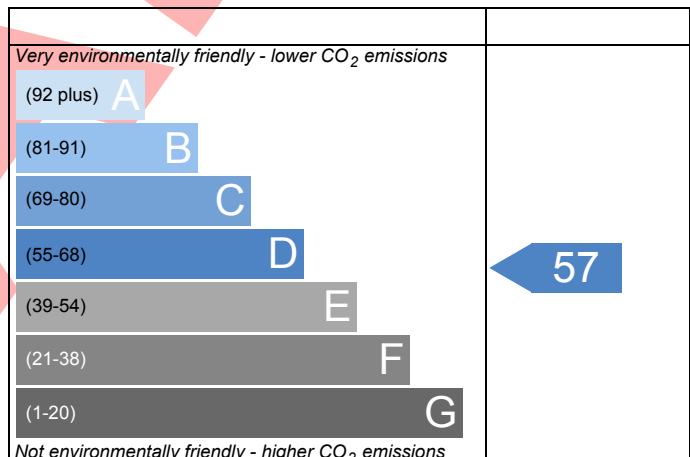 Very environmentally friendly - lower CO2 emissions
(92 plus) A
(81-91) B
(69-80) C
(55-68) D
57
(39-54) E
(21-38) F
(1-20) G
Not environmentally friendly - higher CO2 emissions